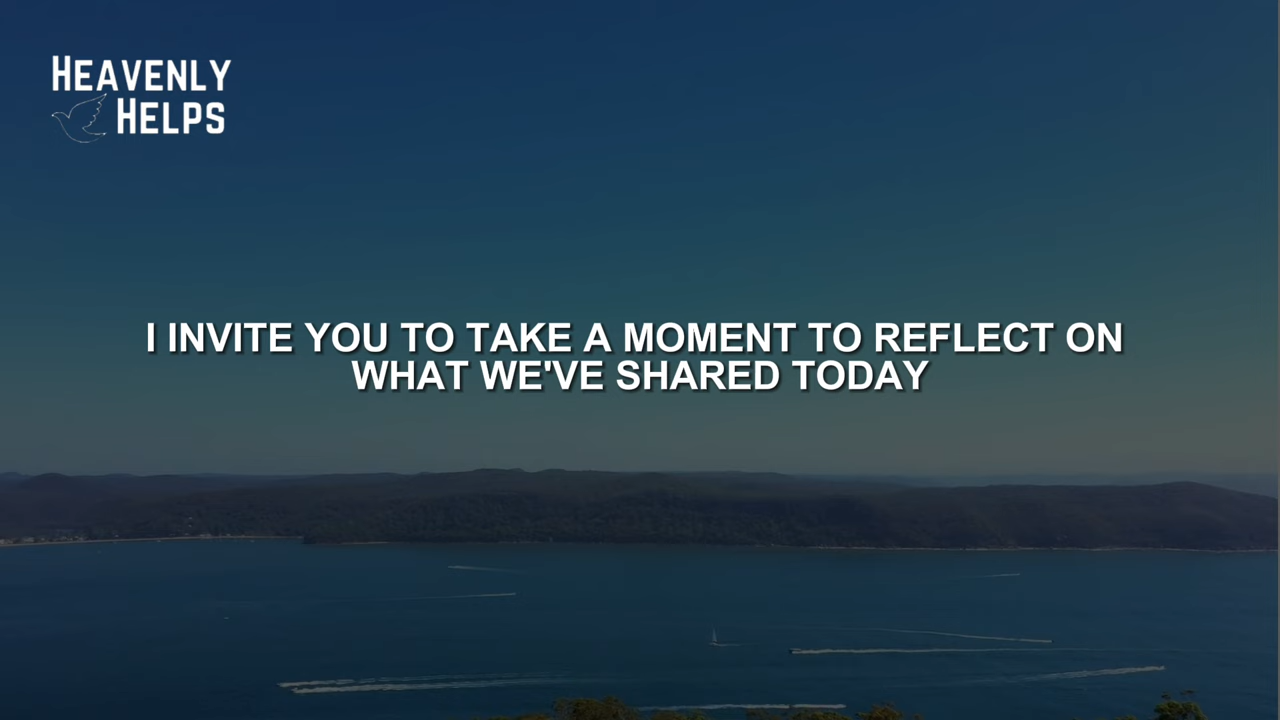 HEAVENLY
HELPS
I INVITE YOU TO TAKE A MOMENT TO REFLECT ON
WHAT WE'VE SHARED TODAY